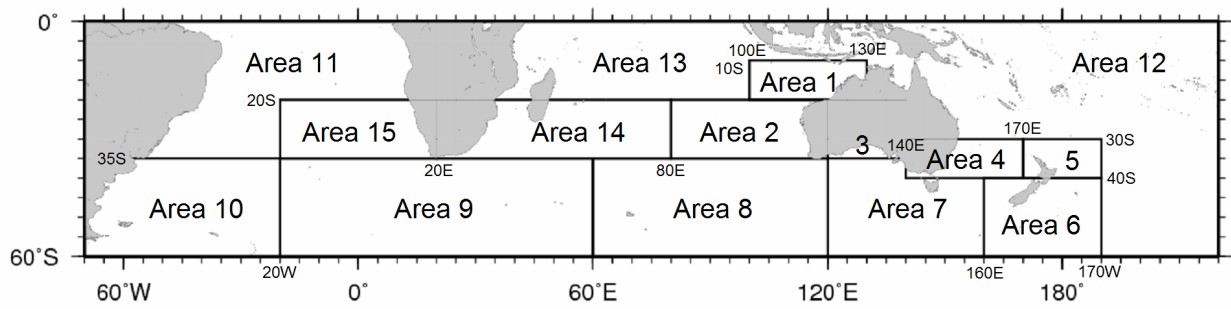 0°
Area 11
Area 13
100E
130E
10S
Area 12
Area 1
20S
Area 15
Area 14
Area 2
3
140E
170E
30S
Area 4
5
35S
20E
80E
40S
Area 10
Area 9
Area 8
Area 7
Area 6
60°S
20W
160E
170W
60°W
0°
60°E
120°E
180°